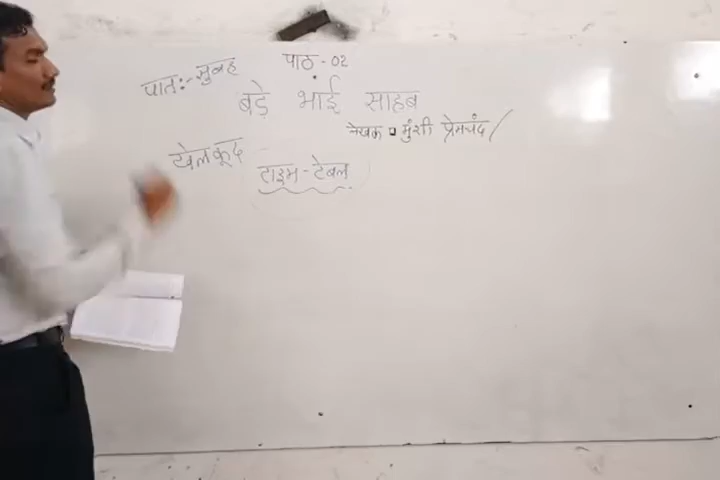 पाठ - 02
पात:- सुबह
बड़े भाई साहब
लेखक मुंशी प्रेमचंद
खेलकूद
टाइम - टेबल